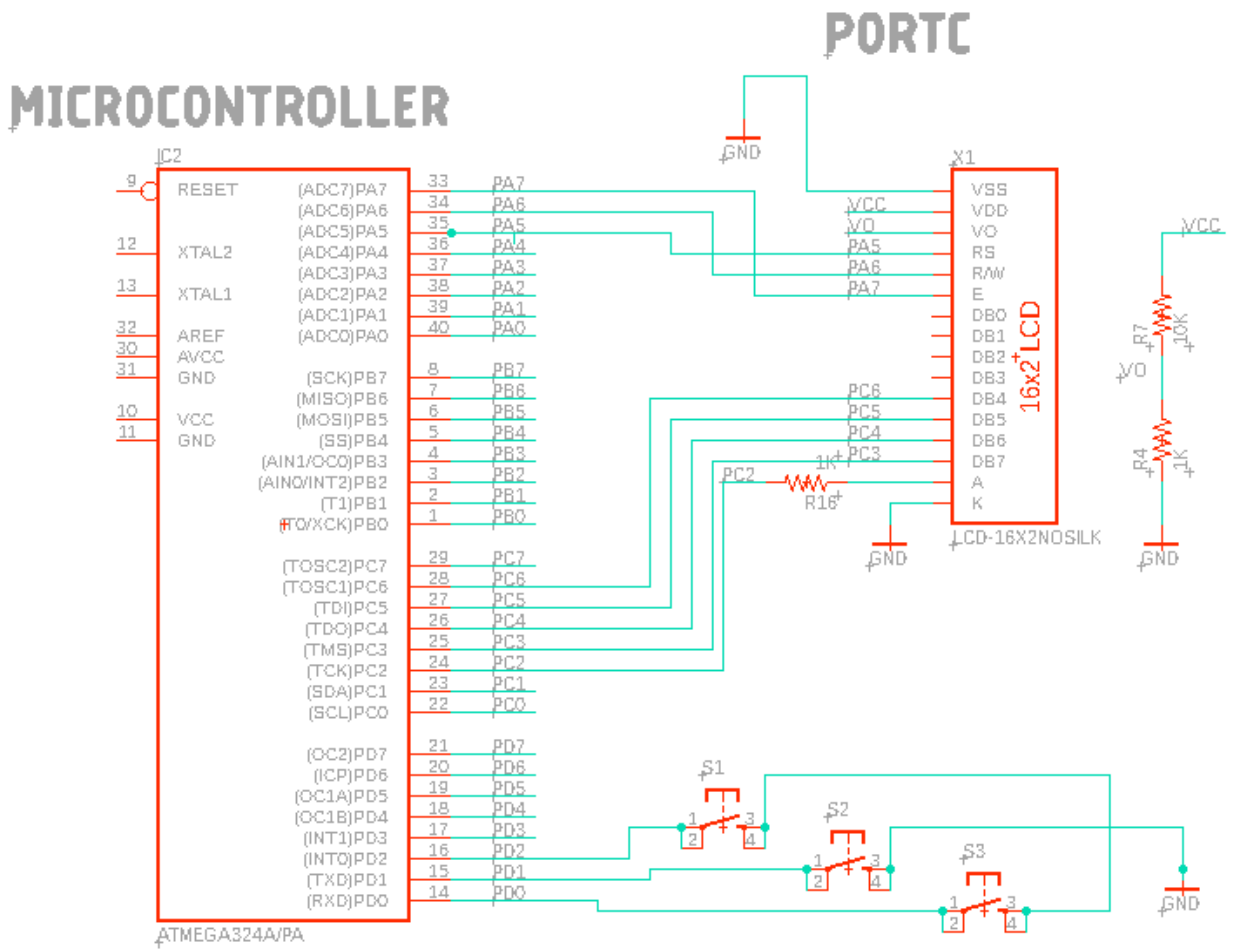 PORTC
MICROCONTROLLER
IC2
9 RESET
12 XTAL2
13 XTAL1
32 AREF
30 AVCC
31 GND
10 VCC
11 GND
(ADC7)PA7 33 PA7
(ADC6)PA6 34 PA6
(ADC5)PA5 35 PA5
(ADC4)PA4 36 PA4
(ADC3)PA3 37 PA3
(ADC2)PA2 38 PA2
(ADC1)PA1 39 PA1
(ADC0)PA0 40 PA0
(SCK)PB7 8 PB7
(MISO)PB6 7 PB6
(MOSI)PB5 6 PB5
(SS)PB4 5 PB4
(AIN1/OC0)PB3 4 PB3
(AIN0/INT2)PB2 3 PB2
(T1)PB1 2 PB1
(T0/XCK)PB0 1 PB0
(TOSC2)PC7 29 PC7
(TOSC1)PC6 28 PC6
(TDI)PC5 27 PC5
(TDO)PC4 26 PC4
(TMS)PC3 25 PC3
(TCK)PC2 24 PC2
(SDA)PC1 23 PC1
(SCL)PC0 22 PC0
(OC2)PD7 21 PD7
(ICP)PD6 20 PD6
(OC1A)PD5 19 PD5
(OC1B)PD4 18 PD4
(INT1)PD3 17 PD3
(INT0)PD2 16 PD2
(TXD)PD1 15 PD1
(RXD)PD0 14 PD0
ATMEGA324A/PA
GND
X1
VSS
VCC VDD
VO VO
PA5 RS
PA6 R/W
PA7 E
DB0
DB1
DB2
DB3
PC6 DB4
PC5 DB5
PC4 DB6
PC3 DB7
PC2 1K R16 A
K
16x2 LCD
GND
LCD-16X2NOSILK
VCC
R7 10K
VO
R4 1K
GND
S1
1 3
2 4
S2
1 3
2 4
S3
1 3
2 4
GND